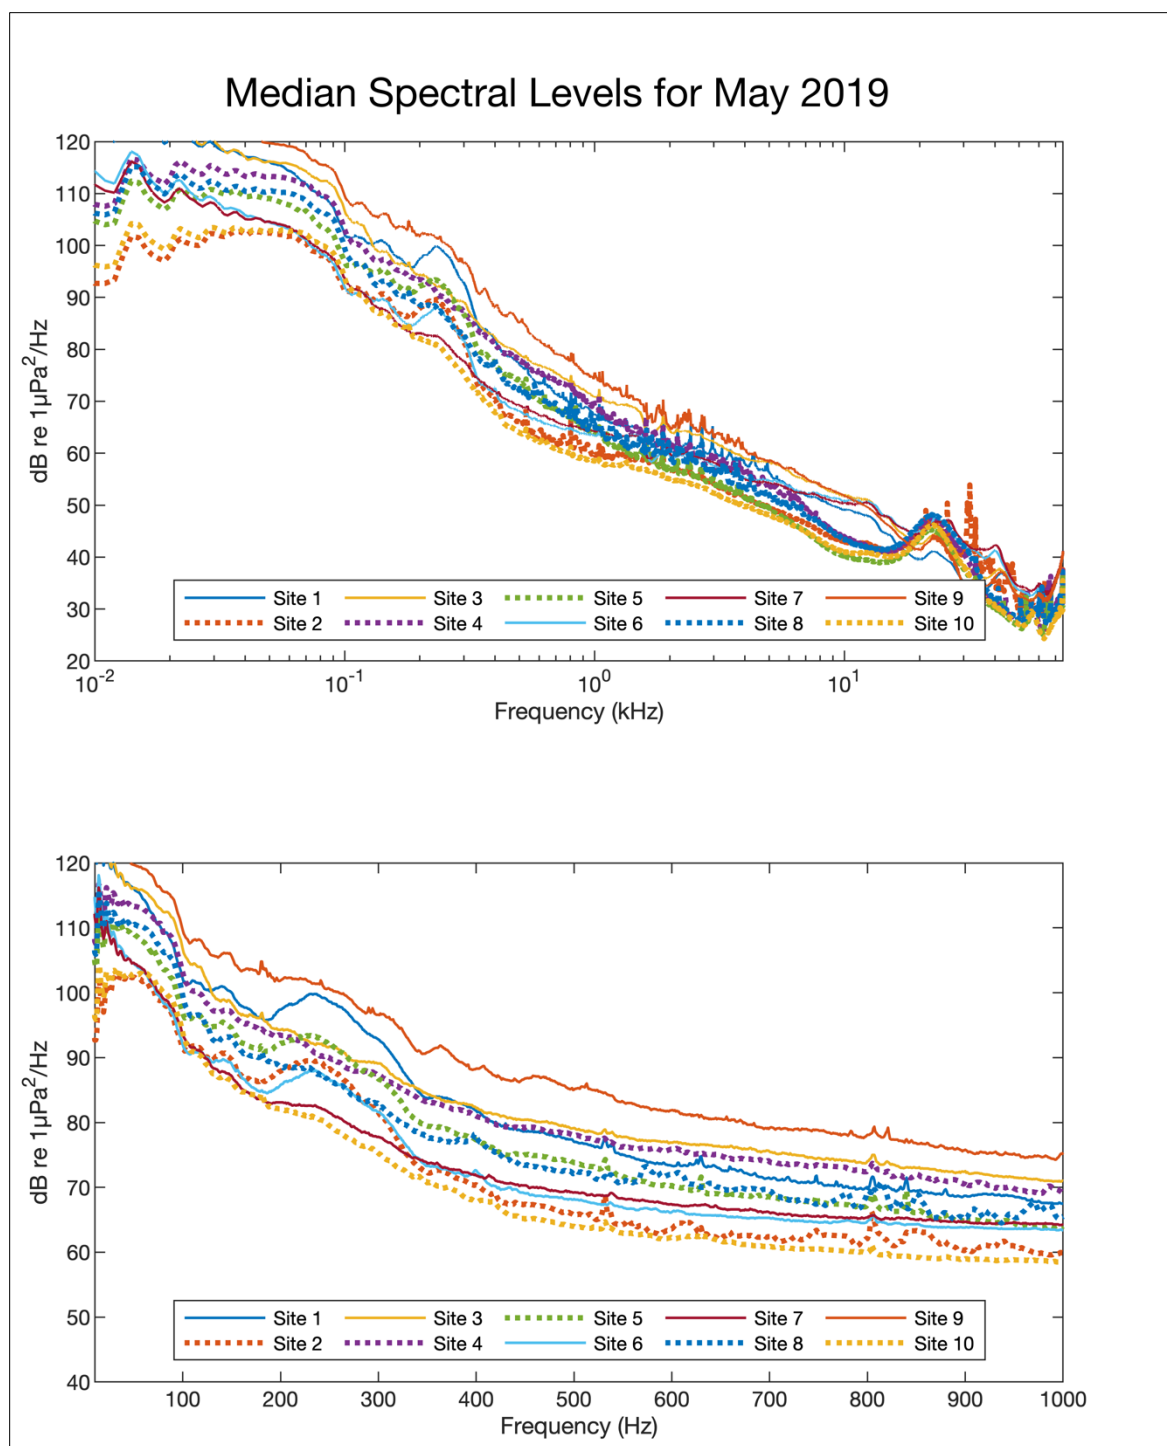 Median Spectral Levels for May 2019
120
110
100
90
80
70
60
50
40
30
20
dB re 1µPa²/Hz
Site 1 Site 3 Site 5 Site 7 Site 9
Site 2 Site 4 Site 6 Site 8 Site 10
10⁻² 10⁻¹ 10⁰ 10¹
Frequency (kHz)
120
110
100
90
80
70
60
50
40
dB re 1µPa²/Hz
Site 1 Site 3 Site 5 Site 7 Site 9
Site 2 Site 4 Site 6 Site 8 Site 10
100 200 300 400 500 600 700 800 900 1000
Frequency (Hz)